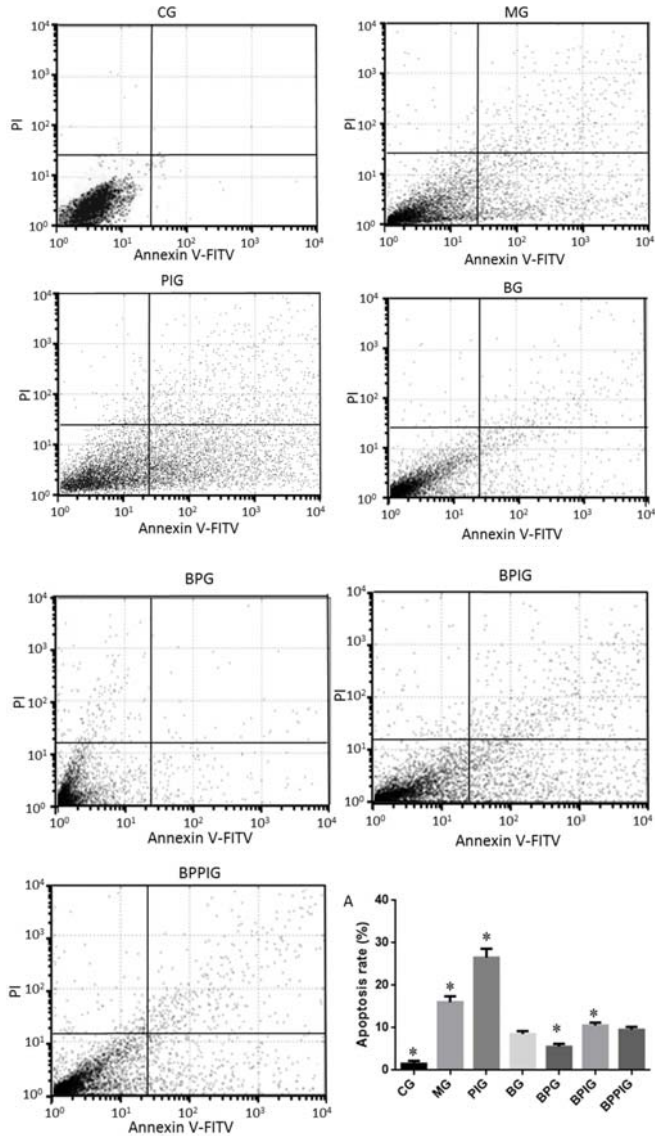 CG
MG
10⁴
10³
10²
10¹
10⁰
PI
10⁰ 10¹ 10² 10³ 10⁴
Annexin V-FITV
10⁴
10³
10²
10¹
10⁰
PI
10⁰ 10¹ 10² 10³ 10⁴
Annexin V-FITV
PIG
BG
10⁴
10³
10²
10¹
10⁰
PI
10⁰ 10¹ 10² 10³ 10⁴
Annexin V-FITV
10⁴
10³
10²
10¹
10⁰
PI
10⁰ 10¹ 10² 10³ 10⁴
Annexin V-FITV
BPG
BPIG
10⁴
10³
10²
10¹
10⁰
PI
10⁰ 10¹ 10² 10³ 10⁴
Annexin V-FITV
10⁴
10³
10²
10¹
10⁰
PI
10⁰ 10¹ 10² 10³ 10⁴
Annexin V-FITV
BPPIG
10⁴
10³
10²
10¹
10⁰
PI
10⁰ 10¹ 10² 10³ 10⁴
Annexin V-FITV
A
Apoptosis rate (%)
40
30
20
10
0
* * * * *
CG MG PIG BG BPG BPIG BPPIG